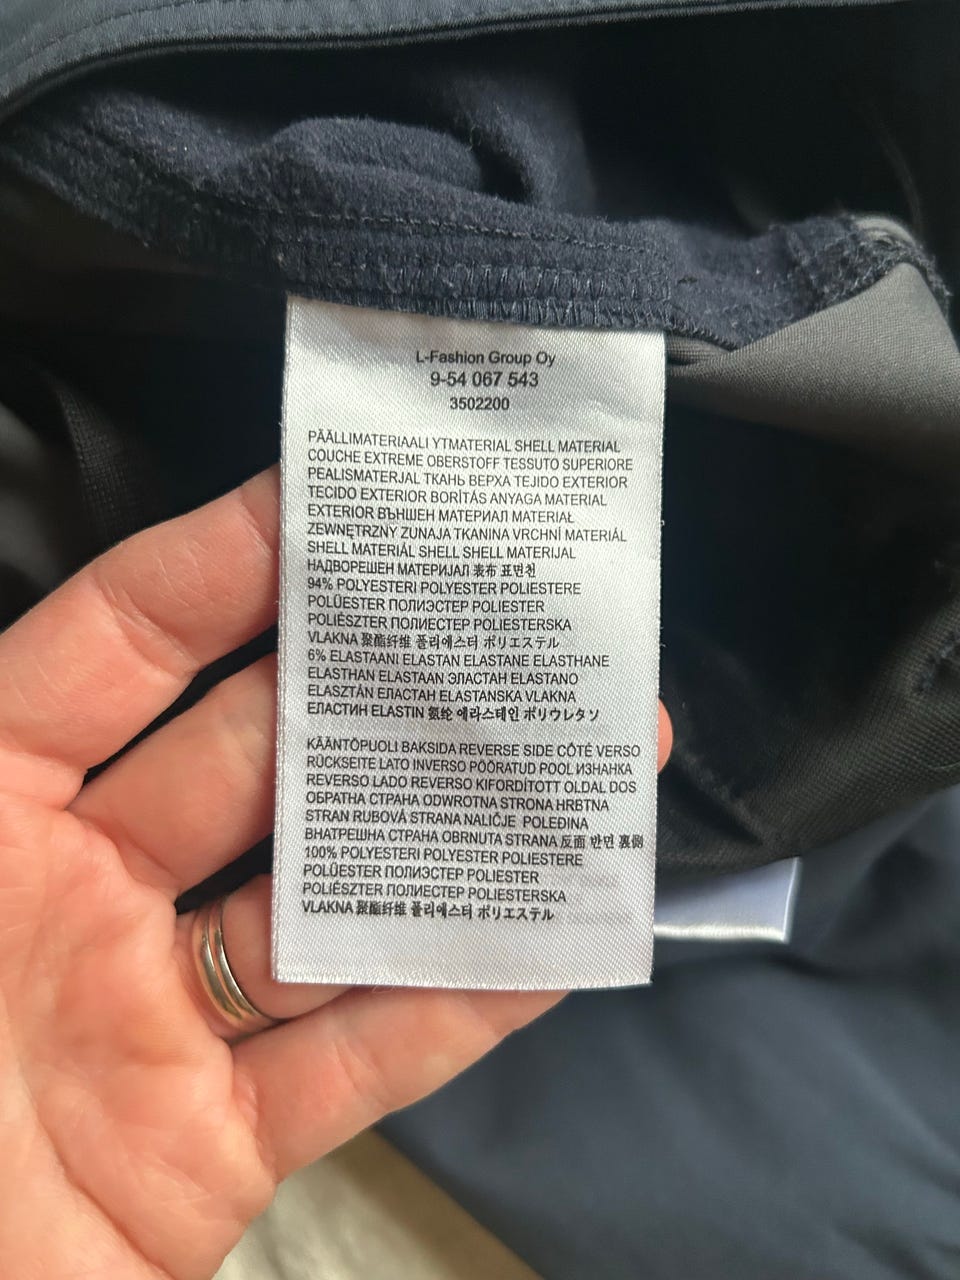 L-Fashion Group Oy
9-54 067 543
3502200
PÄÄLLIMATERIAALI YTMATERIAL SHELL MATERIAL
COUCHE EXTREME OBERSTOFF TESSUTO SUPERIORE
PEALISMATERJAL ТКАНЬ ВЕРХА TEJIDO EXTERIOR
TECIDO EXTERIOR BORÍTÁS ANYAGA MATERIAL
EXTERIOR ВЪНШЕН МАТЕРИАЛ MATERIAŁ
ZEWNĘTRZNY ZUNAJA TKANINA VRCHNÍ MATERIÁL
SHELL MATERIÁL SHELL SHELL MATERIJAL
НАДВОРЕШЕН МАТЕРИЈАЛ 表布 표면천
94% POLYESTERI POLYESTER POLIESTERE
POLÜESTER ПОЛИЭСТЕР POLIESTER
POLIÉSZTER ПОЛИЕСТЕР POLIESTERSKA
VLAKNA 聚酯纤维 폴리에스터 ポリエステル
6% ELASTAANI ELASTAN ELASTANE ELASTHANE
ELASTHAN ELASTAAN ЭЛАСТАН ELASTANO
ELASZTÁN ЕЛАСТАН ELASTANSKA VLAKNA
ЕЛАСТИН ELASTIN 氨纶 에라스테인 ポリウレタン
KÄÄNTÖPUOLI BAKSIDA REVERSE SIDE CÔTÉ VERSO
RÜCKSEITE LATO INVERSO PÖÖRATUD POOL ИЗНАНКА
REVERSO LADO REVERSO KIFORDÍTOTT OLDAL DOS
ОБРАТНА СТРАНА ODWROTNA STRONA HRBTNA
STRAN RUBOVÁ STRANA NALIČJE POLEĐINA
ВНАТРЕШНА СТРАНА OBRNUTA STRANA 反面 반면 裏側
100% POLYESTERI POLYESTER POLIESTERE
POLÜESTER ПОЛИЭСТЕР POLIESTER
POLIÉSZTER ПОЛИЕСТЕР POLIESTERSKA
VLAKNA 聚酯纤维 폴리에스터 ポリエステル